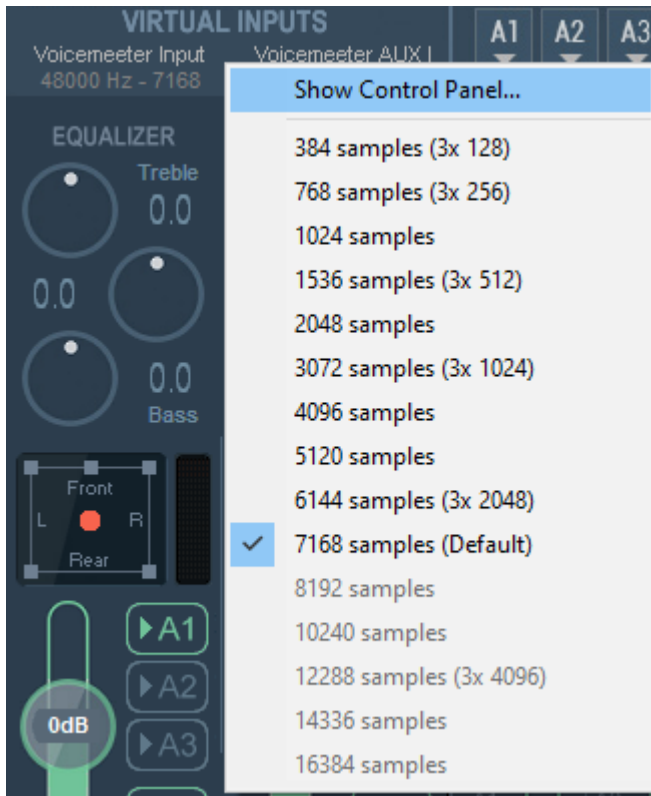 VIRTUAL INPUTS
Voicemeeter Input
Voicemeeter AUX I
48000 Hz - 7168
A1
A2
A3
EQUALIZER
Treble
0.0
0.0
0.0
Bass
Front
L
R
Rear
A1
A2
A3
0dB
Show Control Panel...
384 samples (3x 128)
768 samples (3x 256)
1024 samples
1536 samples (3x 512)
2048 samples
3072 samples (3x 1024)
4096 samples
5120 samples
6144 samples (3x 2048)
7168 samples (Default)
8192 samples
10240 samples
12288 samples (3x 4096)
14336 samples
16384 samples